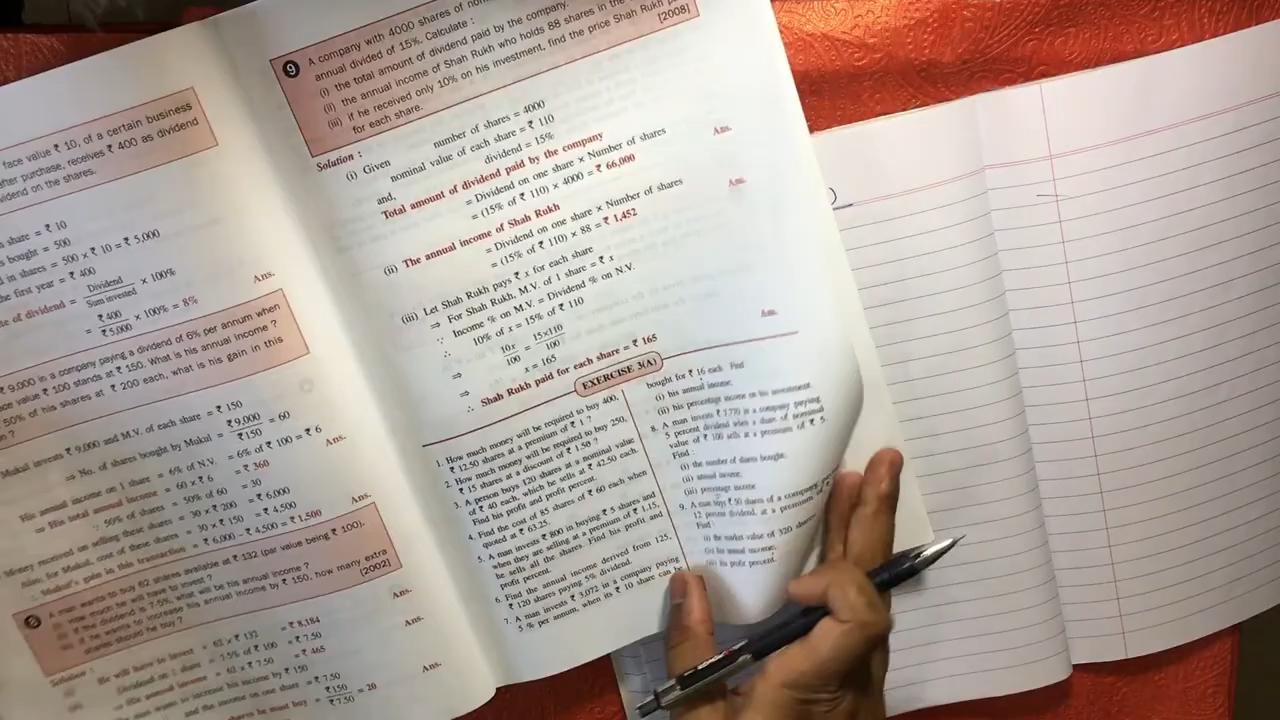 face value ₹ 10, of a certain business
after purchase, receives ₹ 400 as dividend
vidend on the shares.
share = ₹ 10
bought = 500
in shares = 500 × ₹ 10 = ₹ 5,000
the first year = ₹ 400
of dividend = Dividend / Sum invested × 100%
= ₹ 400 / ₹ 5,000 × 100% = 8% Ans.
₹ 9,000 in a company paying a dividend of 6% per annum when
face value ₹ 100 stands at ₹ 150. What is his annual income ?
50% of his shares at ₹ 200 each, what is his gain in this
Mukul invests ₹ 9,000 and M.V. of each share = ₹ 150
⇒ No. of shares bought by Mukul = ₹ 9,000 / ₹ 150 = 60
His annual income on 1 share = 6% of N.V. = 6% of ₹ 100 = ₹ 6
⇒ His total annual income = 60 × ₹ 6 = ₹ 360 Ans.
∵ 50% of shares = 50% of 60 = 30
Money received on selling these shares = 30 × ₹ 200 = ₹ 6,000
Also, for Mukul, cost of these shares = 30 × ₹ 150 = ₹ 4,500
∴ Mukul's gain in this transaction = ₹ 6,000 - ₹ 4,500 = ₹ 1,500 Ans.
A man wants to buy 62 shares available at ₹ 132 (par value being ₹ 100).
(i) how much he will have to invest ?
(ii) if the dividend is 7.5%, what will be his annual income ?
(iii) if he wants to increase his annual income by ₹ 150, how many extra
shares should he buy ? [2002]
Solution :
He will have to invest = 62 × ₹ 132 = ₹ 8,184 Ans.
Dividend on 1 share = 7.5% of ₹ 100 = ₹ 7.50
⇒ His annual income = 62 × ₹ 7.50 = ₹ 465 Ans.
man wants to increase his income by ₹ 150
and the income on one share = ₹ 7.50
shares he must buy = ₹ 150 / ₹ 7.50 = 20 Ans.
9 A company with 4000 shares of
annual divided of 15%. Calculate :
(i) the total amount of dividend paid by the company.
(ii) the annual income of Shah Rukh who holds 88 shares in the
(iii) if he received only 10% on his investment, find the price Shah Rukh
for each share. [2008]
Solution :
(i) Given number of shares = 4000
nominal value of each share = ₹ 110
and, dividend = 15%
Total amount of dividend paid by the company
= Dividend on one share × Number of shares
= (15% of ₹ 110) × 4000 = ₹ 66,000 Ans.
(ii) The annual income of Shah Rukh
= Dividend on one share × Number of shares
= (15% of ₹ 110) × 88 = ₹ 1,452 Ans.
(iii) Let Shah Rukh pays ₹ x for each share
⇒ For Shah Rukh, M.V. of 1 share = ₹ x
∵ Income % on M.V. = Dividend % on N.V.
∴ 10% of x = 15% of ₹ 110
⇒ 10x / 100 = 15×110 / 100
⇒ x = 165
∴ Shah Rukh paid for each share = ₹ 165 Ans.
EXERCISE 3(A)
1. How much money will be required to buy 400,
₹ 12.50 shares at a premium of ₹ 1 ?
2. How much money will be required to buy 250,
₹ 15 shares at a discount of ₹ 1.50 ?
3. A person buys 120 shares at a nominal value
of ₹ 40 each, which he sells at ₹ 42.50 each.
Find his profit and profit percent.
4. Find the cost of 85 shares of ₹ 60 each when
quoted at ₹ 63.25.
5. A man invests ₹ 800 in buying ₹ 5 shares and
when they are selling at a premium of ₹ 1.15,
he sells all the shares. Find his profit and
profit percent.
6. Find the annual income derived from 125,
₹ 120 shares paying 5% dividend.
7. A man invests ₹ 3,072 in a company paying
5 % per annum, when its ₹ 10 share can be
bought for ₹ 16 each. Find
(i) his annual income.
(ii) his percentage income on his investment.
8. A man invests ₹ 7,770 in a company paying
5 percent dividend when a share of nominal
value of ₹ 100 sells at a premium of ₹ 5.
Find :
(i) the number of shares bought;
(ii) annual income;
(iii) percentage income
9. A man buys ₹ 50 shares of a company, paying
12 percent dividend, at a premium of ₹
Find
(i) the market value of 320 shares;
(ii) his annual income;
(iii) his profit percent.